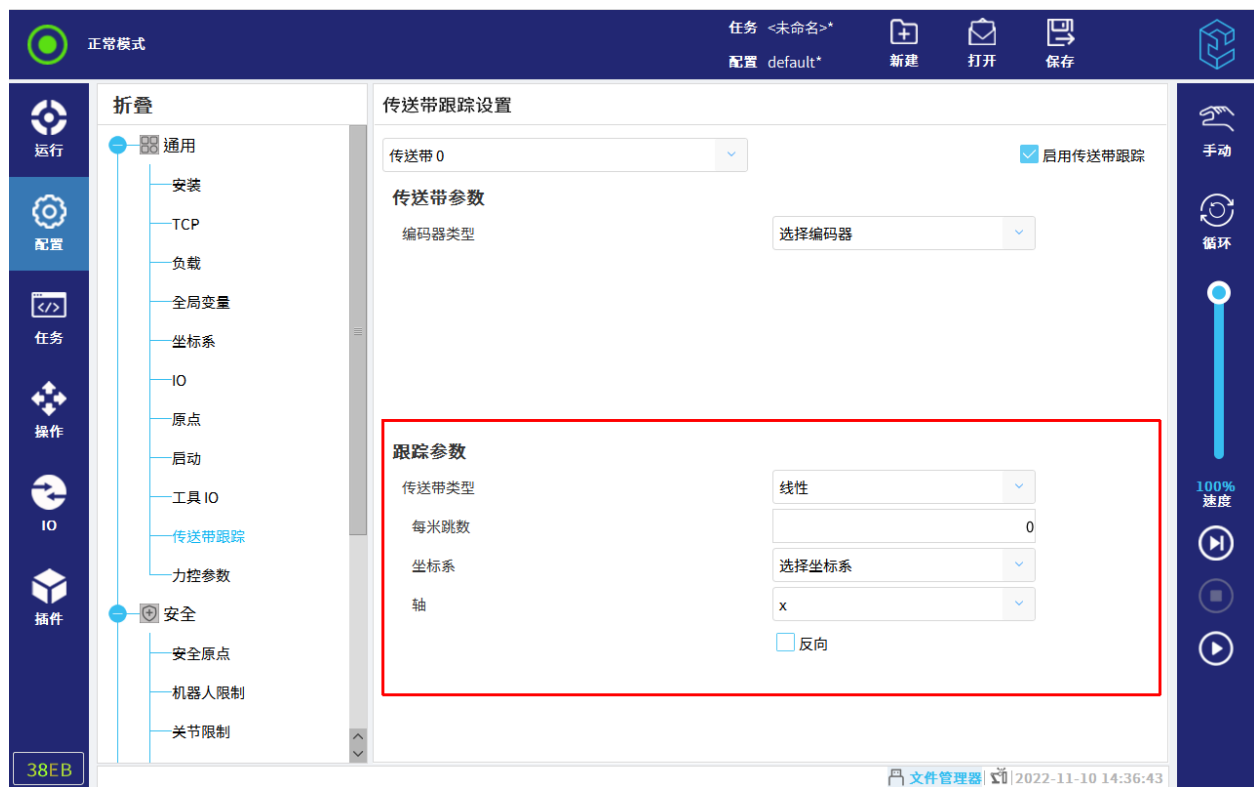 正常模式
任务 <未命名>*
配置 default*
新建
打开
保存
运行
配置
任务
操作
IO
插件
38EB
折叠
通用
安装
TCP
负载
全局变量
坐标系
IO
原点
启动
工具 IO
传送带跟踪
力控参数
安全
安全原点
机器人限制
关节限制
传送带跟踪设置
传送带 0
启用传送带跟踪
传送带参数
编码器类型 选择编码器
跟踪参数
传送带类型 线性
每米跳数 0
坐标系 选择坐标系
轴 x
反向
手动
循环
100%
速度
文件管理器 2022-11-10 14:36:43